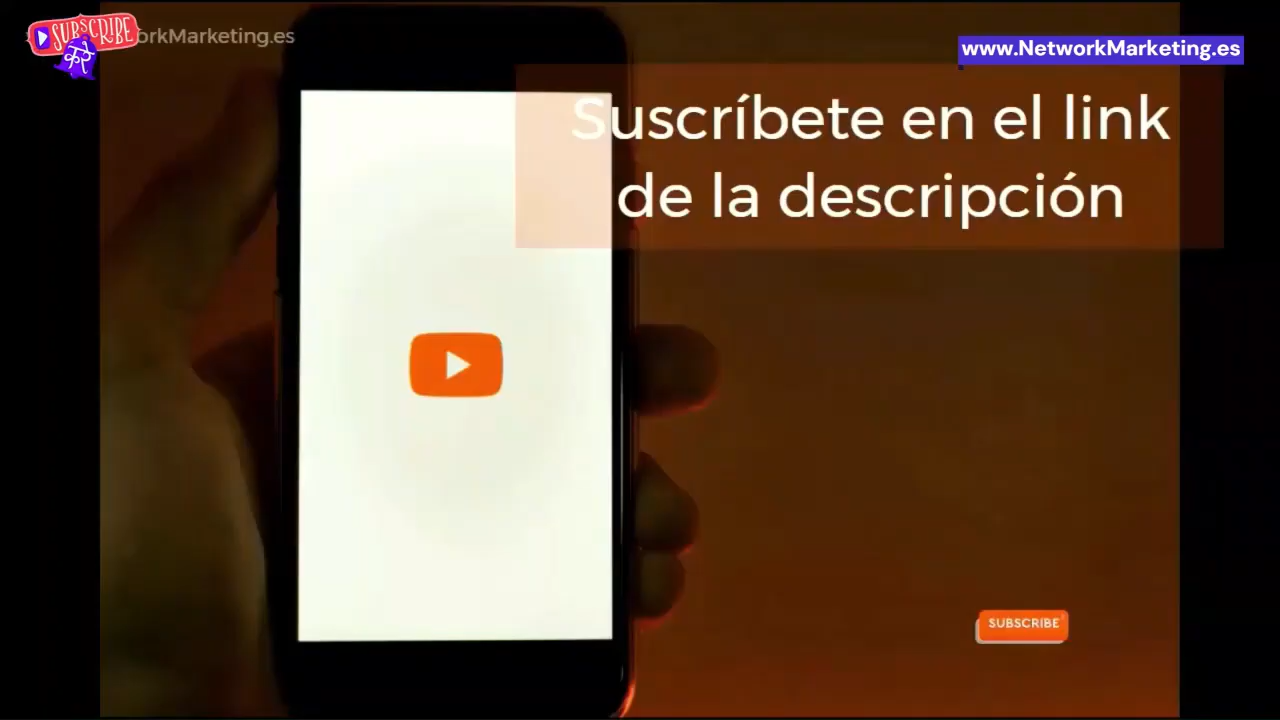 SUBSCRIBE
orkMarketing.es
www.NetworkMarketing.es
Suscríbete en el link
de la descripción
SUBSCRIBE